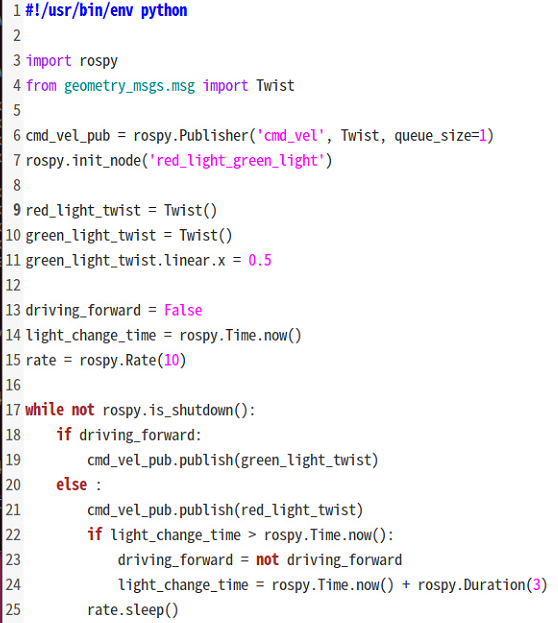 1 #!/usr/bin/env python
2
3 import rospy
4 from geometry_msgs.msg import Twist
5
6 cmd_vel_pub = rospy.Publisher('cmd_vel', Twist, queue_size=1)
7 rospy.init_node('red_light_green_light')
8
9 red_light_twist = Twist()
10 green_light_twist = Twist()
11 green_light_twist.linear.x = 0.5
12
13 driving_forward = False
14 light_change_time = rospy.Time.now()
15 rate = rospy.Rate(10)
16
17 while not rospy.is_shutdown():
18     if driving_forward:
19         cmd_vel_pub.publish(green_light_twist)
20     else :
21         cmd_vel_pub.publish(red_light_twist)
22         if light_change_time > rospy.Time.now():
23             driving_forward = not driving_forward
24             light_change_time = rospy.Time.now() + rospy.Duration(3)
25         rate.sleep()